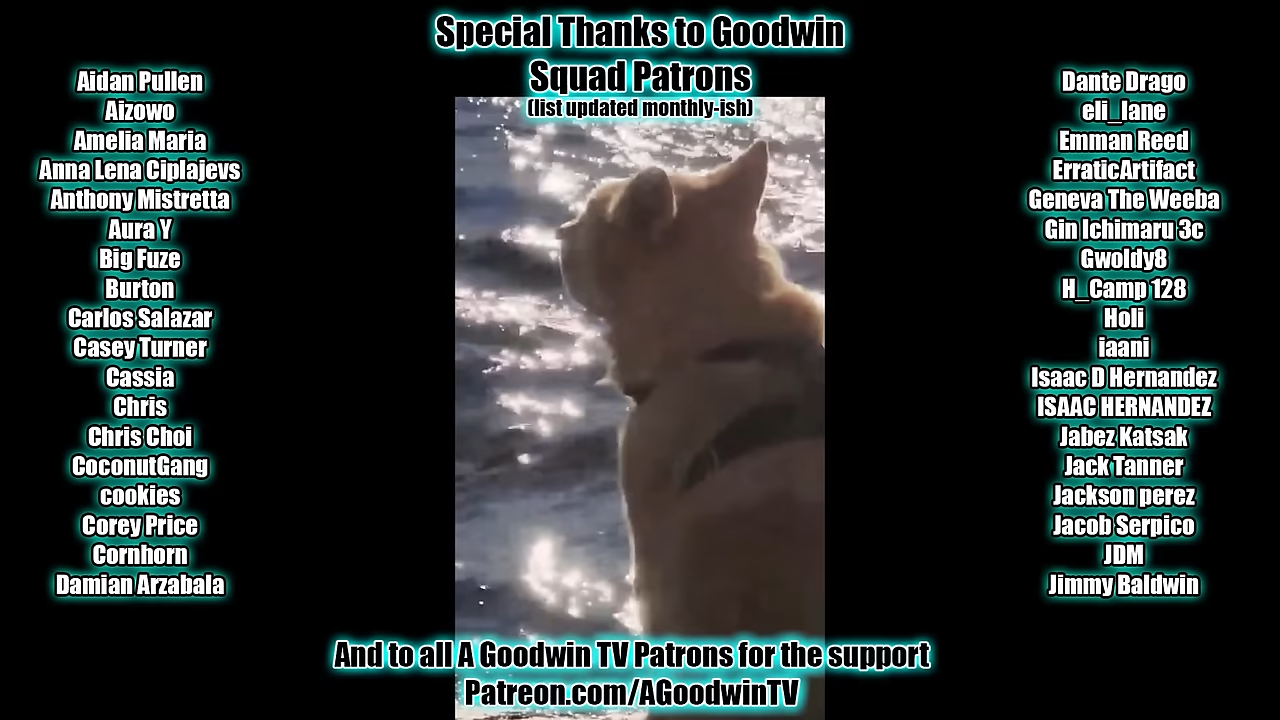 Special Thanks to Goodwin
Squad Patrons
(list updated monthly-ish)
Aidan Pullen
Aizowo
Amelia Maria
Anna Lena Ciplajevs
Anthony Mistretta
Aura Y
Big Fuze
Burton
Carlos Salazar
Casey Turner
Cassia
Chris
Chris Choi
CoconutGang
cookies
Corey Price
Cornhorn
Damian Arzabala
Dante Drago
eli_lane
Emman Reed
ErraticArtifact
Geneva The Weeba
Gin Ichimaru 3c
Gwoldy8
H_Camp 128
Holi
iaani
Isaac D Hernandez
ISAAC HERNANDEZ
Jabez Katsak
Jack Tanner
Jackson perez
Jacob Serpico
JDM
Jimmy Baldwin
And to all A Goodwin TV Patrons for the support
Patreon.com/AGoodwinTV